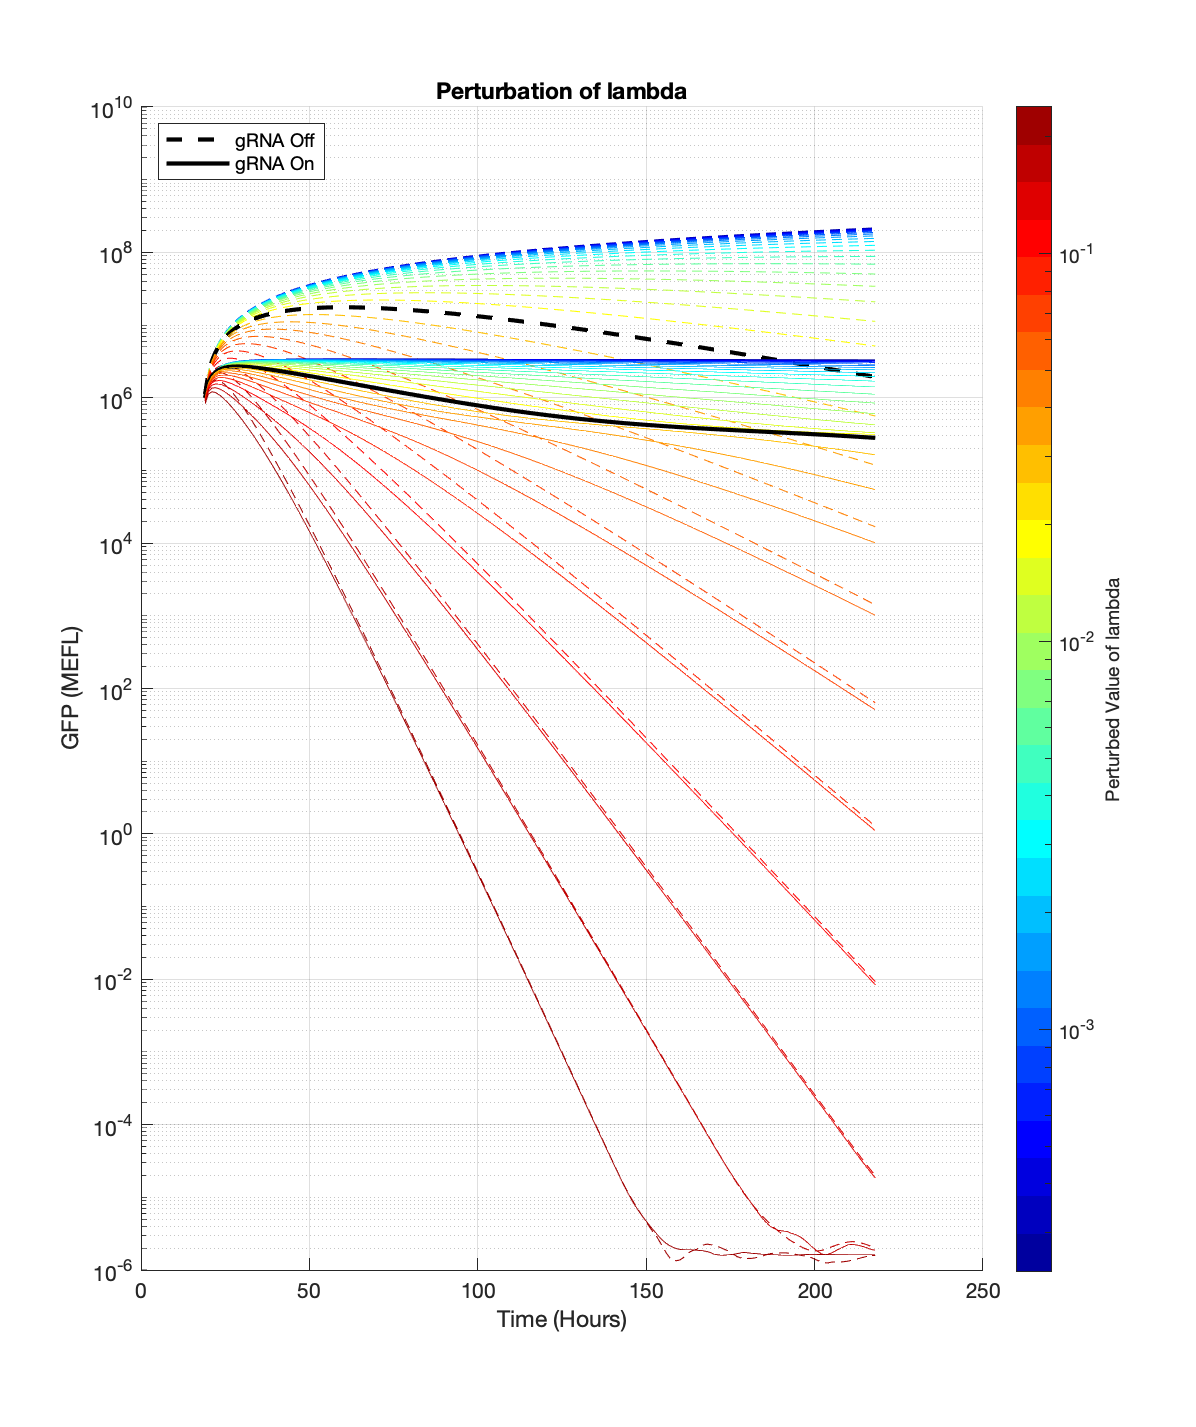 Perturbation of lambda
gRNA Off
gRNA On
10^10
10^8
10^6
10^4
10^2
10^0
10^-2
10^-4
10^-6
GFP (MEFL)
0 50 100 150 200 250
Time (Hours)
10^-1
10^-2
10^-3
Perturbed Value of lambda